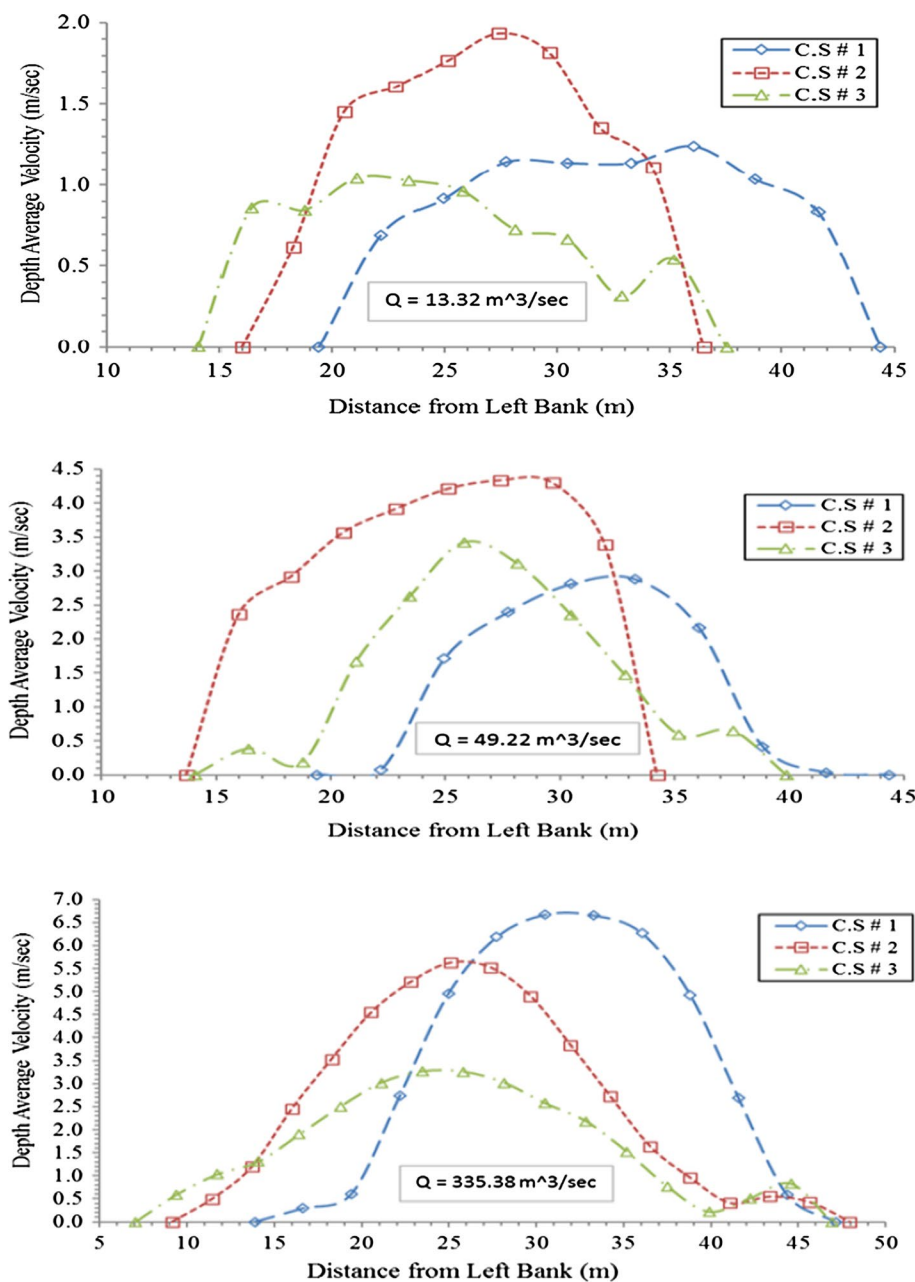 2.0
1.5
1.0
0.5
0.0
Depth Average Velocity (m/sec)
C.S # 1
C.S # 2
C.S # 3
Q = 13.32 m^3/sec
10 15 20 25 30 35 40 45
Distance from Left Bank (m)
4.5
4.0
3.5
3.0
2.5
2.0
1.5
1.0
0.5
0.0
Depth Average Velocity (m/sec)
C.S # 1
C.S # 2
C.S # 3
Q = 49.22 m^3/sec
10 15 20 25 30 35 40 45
Distance from Left Bank (m)
7.0
6.5
6.0
5.5
5.0
4.5
4.0
3.5
3.0
2.5
2.0
1.5
1.0
0.5
0.0
Depth Average Velocity (m/sec)
C.S # 1
C.S # 2
C.S # 3
Q = 335.38 m^3/sec
5 10 15 20 25 30 35 40 45 50
Distance from Left Bank (m)